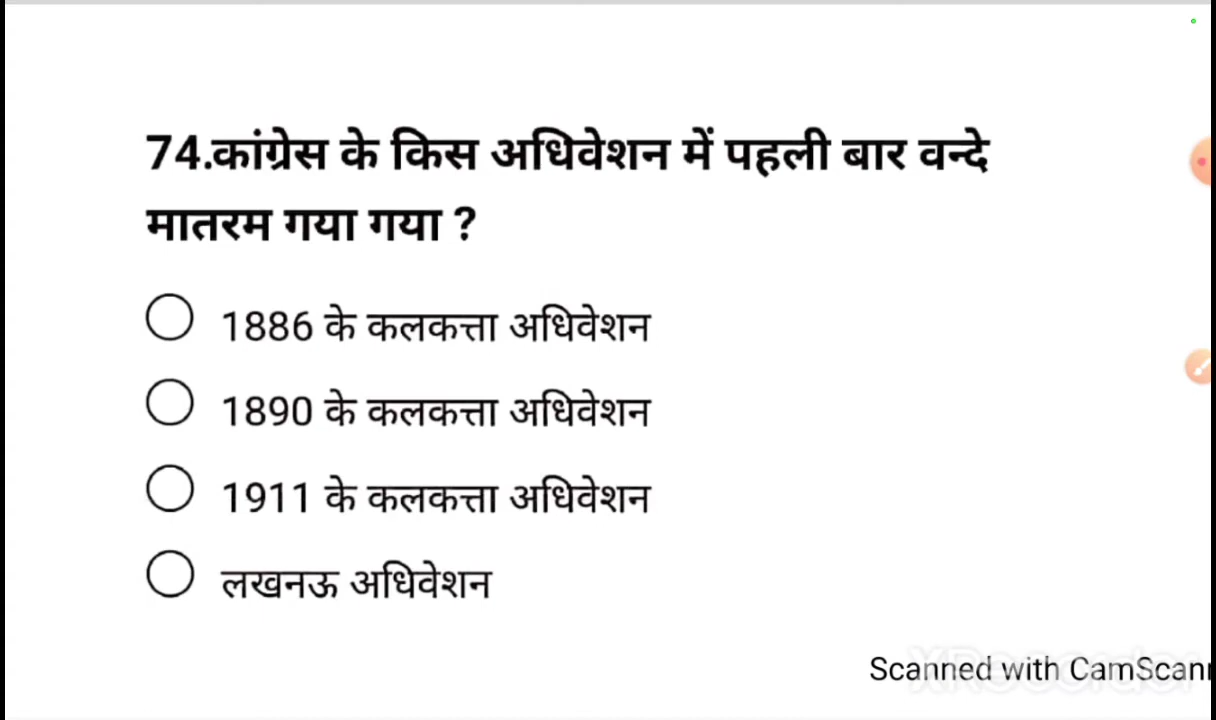 74.कांग्रेस के किस अधिवेशन में पहली बार वन्दे
मातरम गया गया ?
1886 के कलकत्ता अधिवेशन
1890 के कलकत्ता अधिवेशन
1911 के कलकत्ता अधिवेशन
लखनऊ अधिवेशन
Scanned with CamScan
XRecorder